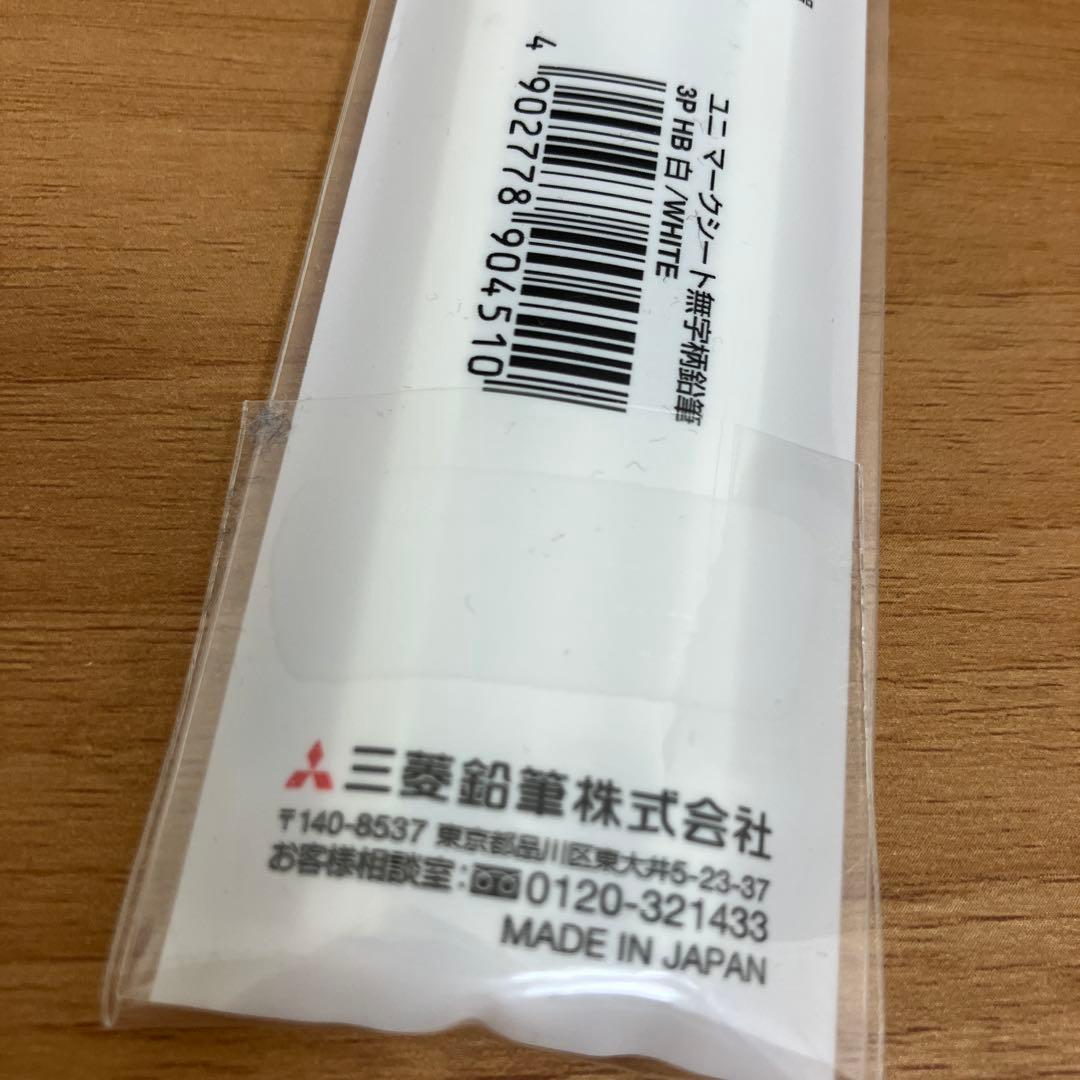 ユニ マークシート無字柄鉛筆
3P HB 白/WHITE
4 902778 904510
三菱鉛筆株式会社
〒140-8537 東京都品川区東大井5-23-37
お客様相談室:0120-321433
MADE IN JAPAN